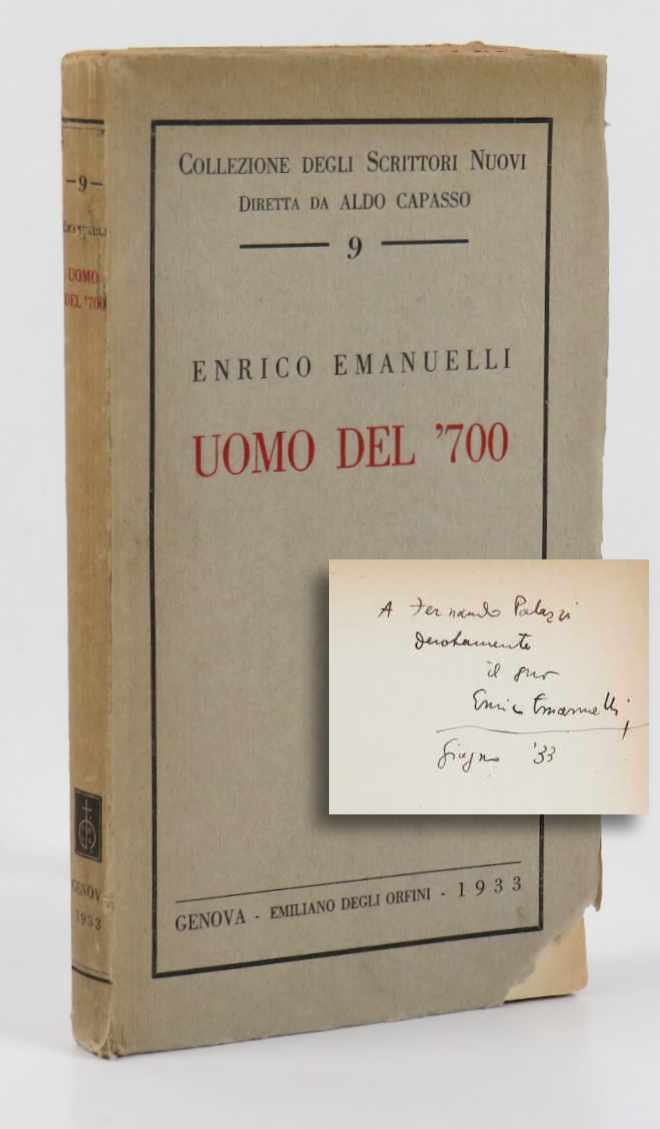 COLLEZIONE DEGLI SCRITTORI NUOVI
DIRETTA DA ALDO CAPASSO
9
ENRICO EMANUELLI
UOMO DEL '700
GENOVA - EMILIANO DEGLI ORFINI - 1933
-9-
UOMO
DEL '700
GENOV
1933
A Fernando Palazzi
devotamente
il suo
Enrico Emanuelli
Giugno '33